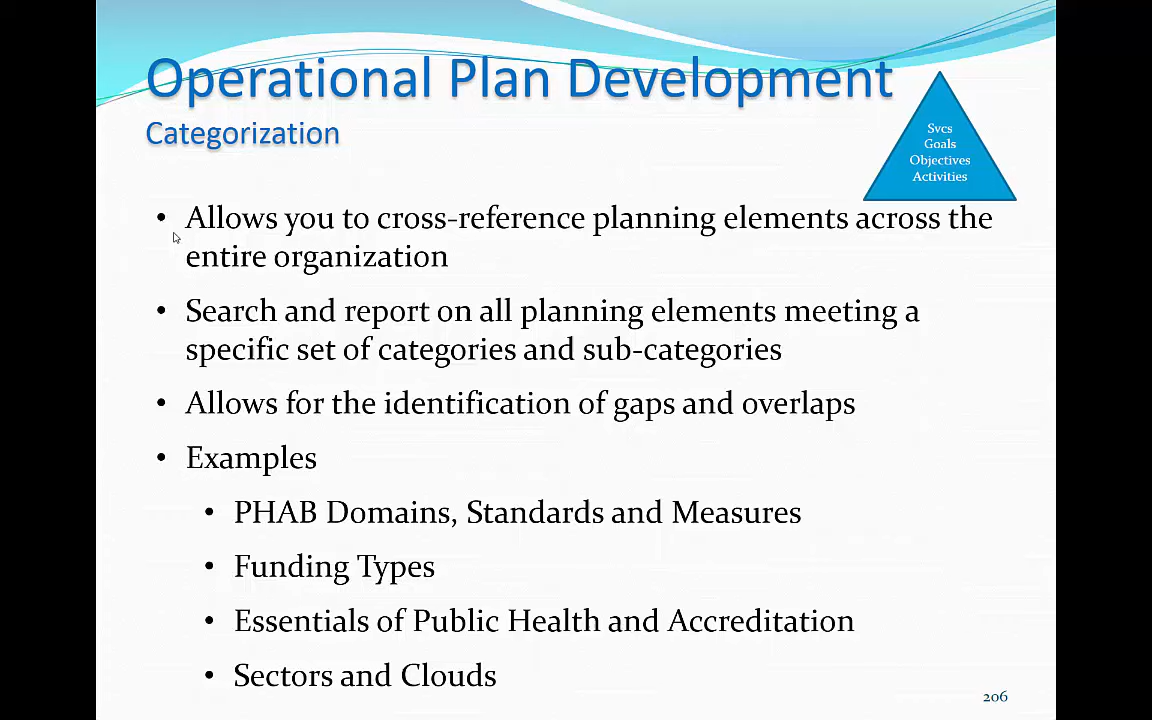 Operational Plan Development
Categorization
Svcs
Goals
Objectives
Activities
• Allows you to cross-reference planning elements across the
entire organization
• Search and report on all planning elements meeting a
specific set of categories and sub-categories
• Allows for the identification of gaps and overlaps
• Examples
• PHAB Domains, Standards and Measures
• Funding Types
• Essentials of Public Health and Accreditation
• Sectors and Clouds
206